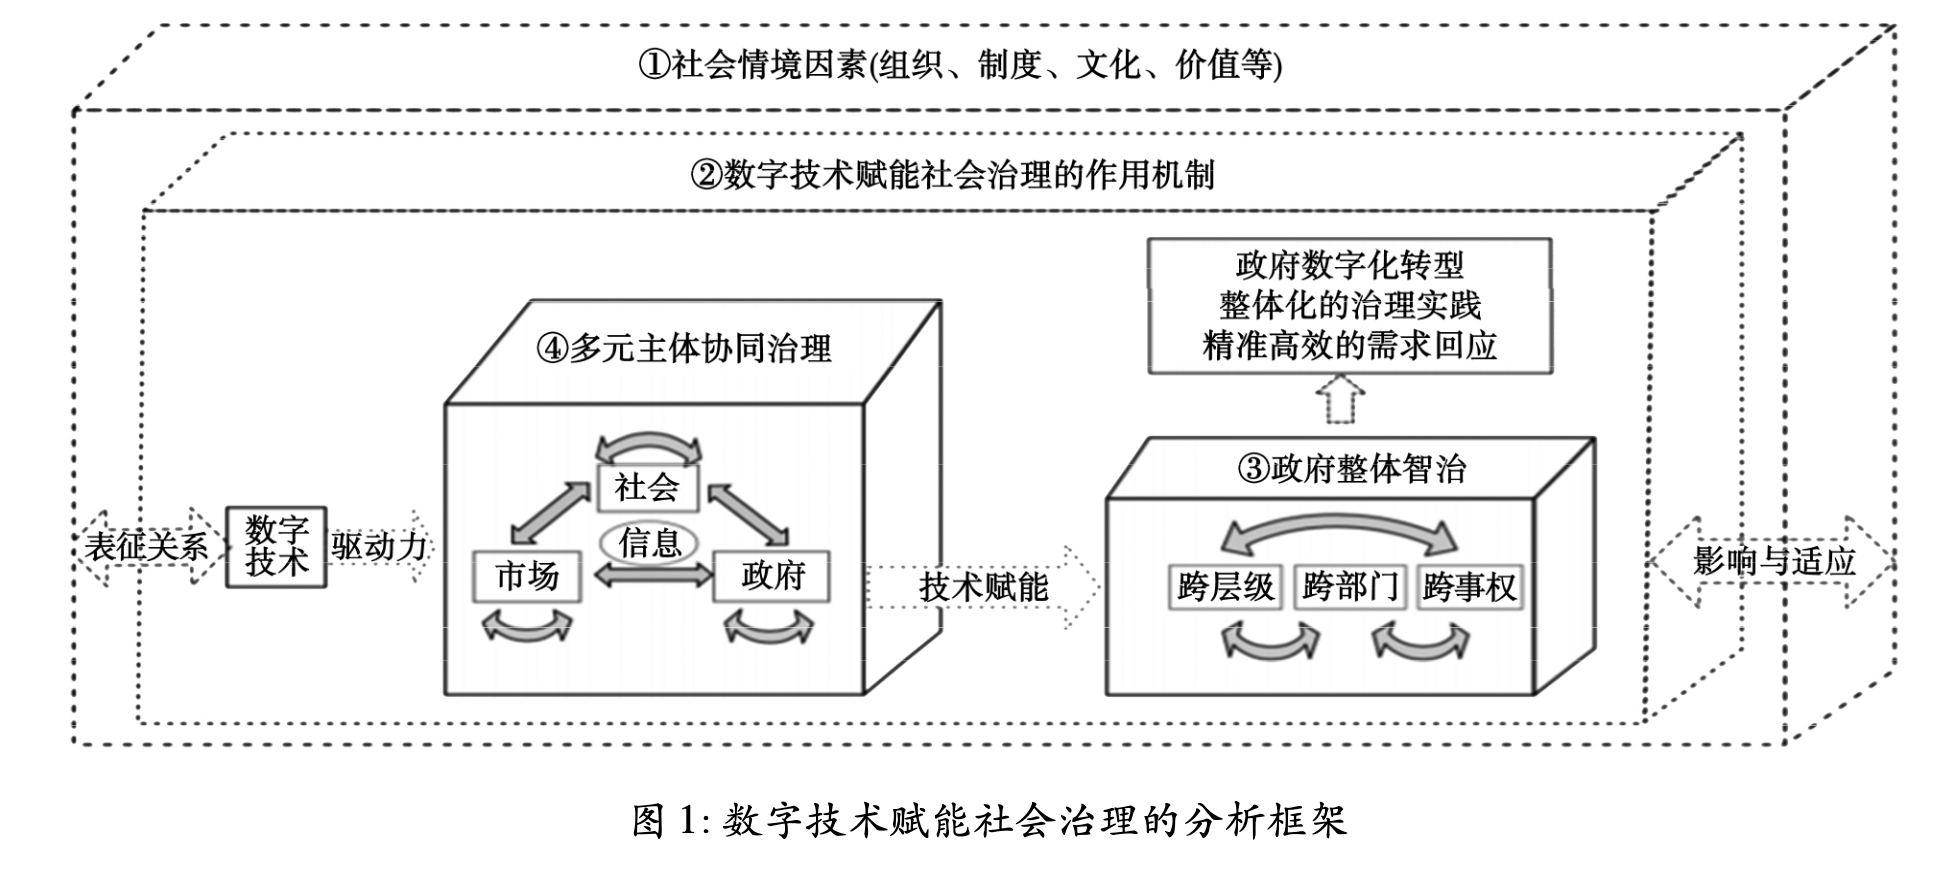 ①社会情境因素(组织、制度、文化、价值等)
②数字技术赋能社会治理的作用机制
政府数字化转型
整体化的治理实践
精准高效的需求回应
④多元主体协同治理
③政府整体智治
社会
信息
市场
政府
表征关系
数字
技术
驱动力
技术赋能
跨层级
跨部门
跨事权
影响与适应
图1:数字技术赋能社会治理的分析框架